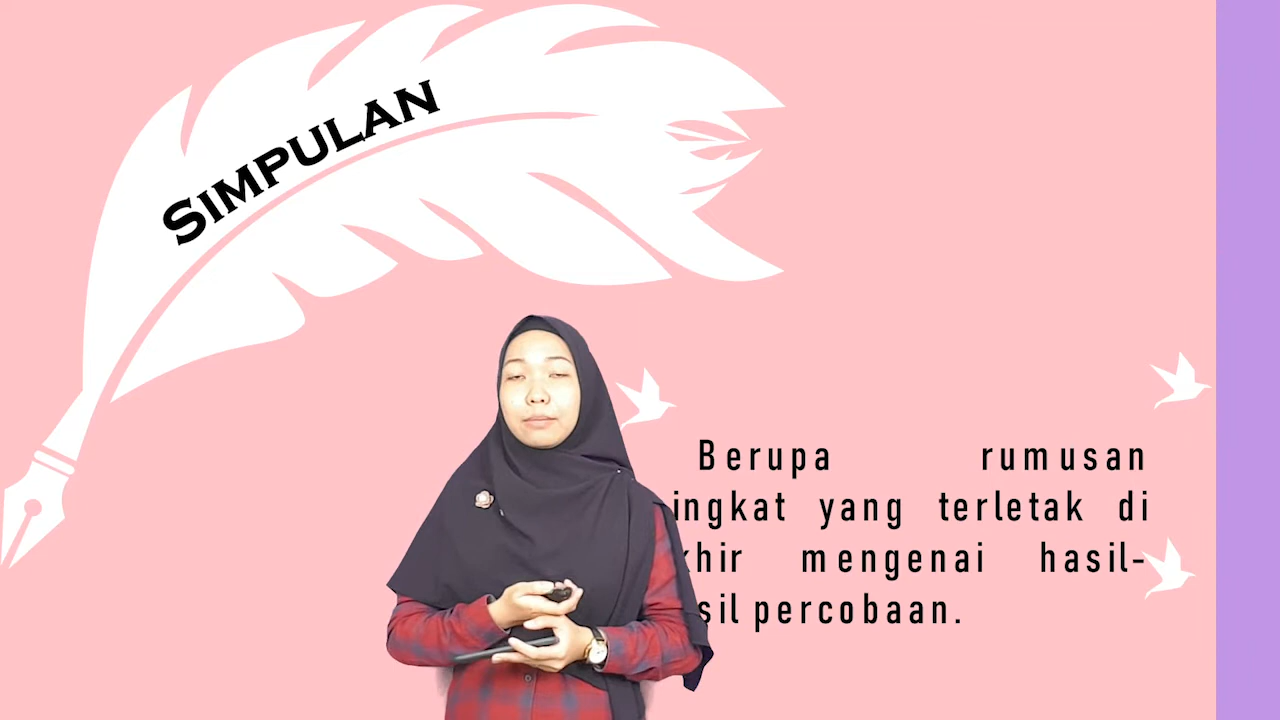 SIMPULAN
Berupa rumusan
ingkat yang terletak di
khir mengenai hasil-
sil percobaan.